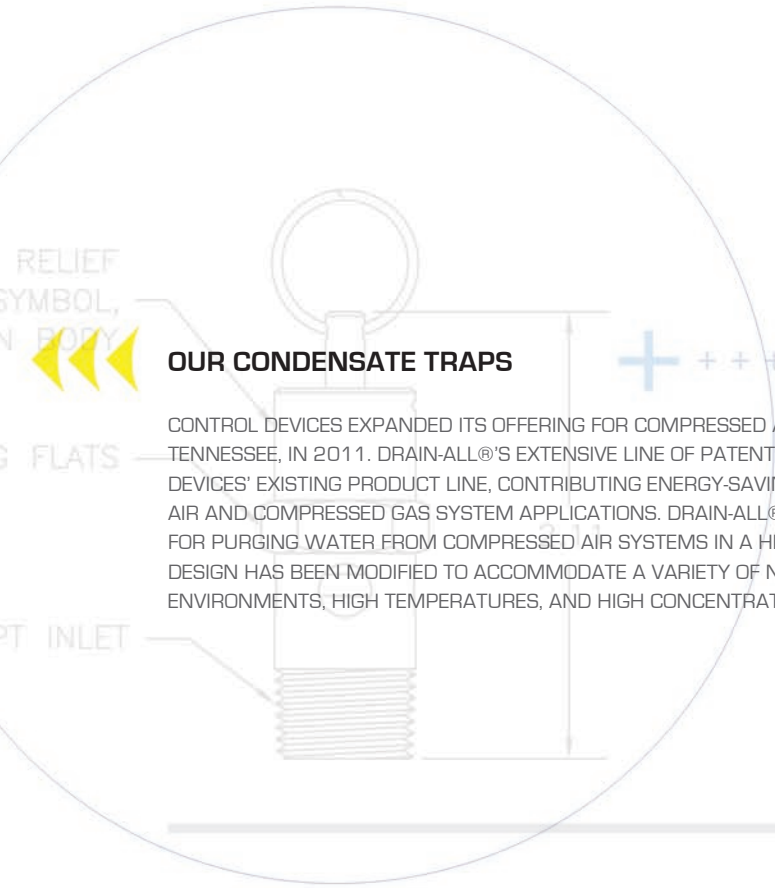 RELIEF
SYMBOL,
N BODY
OUR CONDENSATE TRAPS
+ + + +
CONTROL DEVICES EXPANDED ITS OFFERING FOR COMPRESSED
G FLATS
TENNESSEE, IN 2011. DRAIN-ALL®'S EXTENSIVE LINE OF PATENT
DEVICES' EXISTING PRODUCT LINE, CONTRIBUTING ENERGY-SAVIN
AIR AND COMPRESSED GAS SYSTEM APPLICATIONS. DRAIN-ALL®
FOR PURGING WATER FROM COMPRESSED AIR SYSTEMS IN A
DESIGN HAS BEEN MODIFIED TO ACCOMMODATE A VARIETY OF
ENVIRONMENTS, HIGH TEMPERATURES, AND HIGH CONCENTRAT
PT INLET